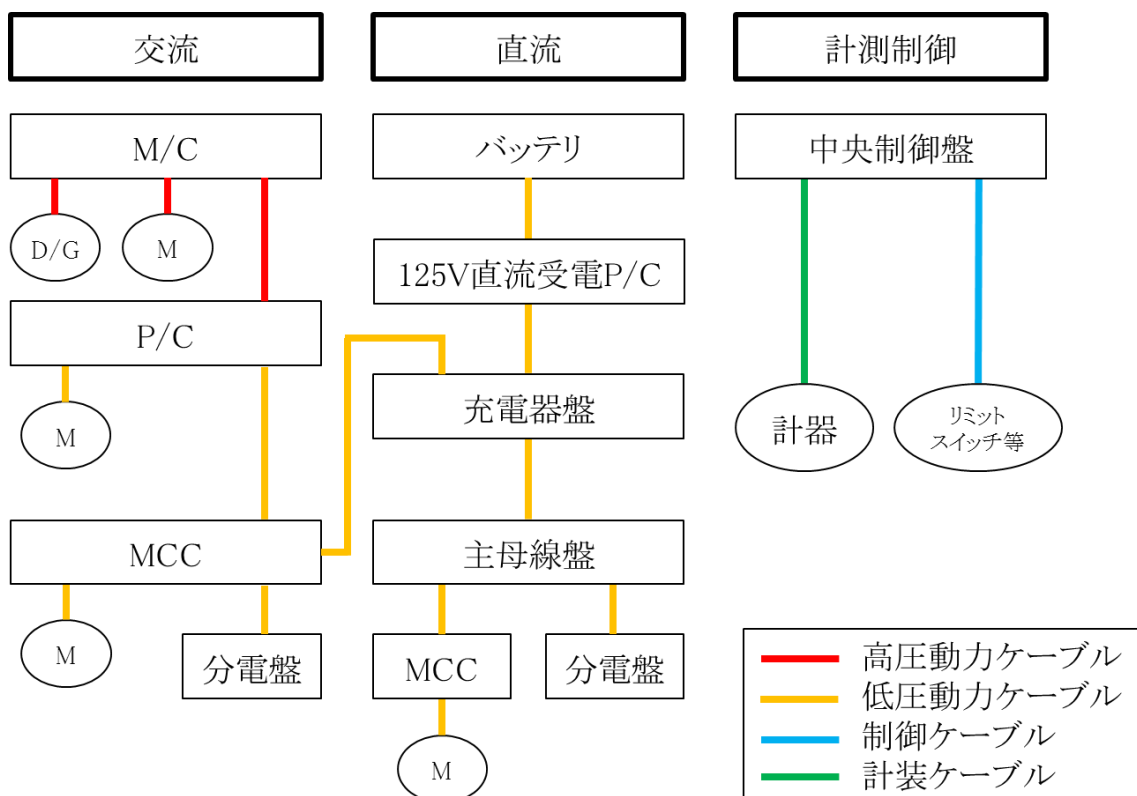 交流
直流
計測制御
M/C
バッテリ
中央制御盤
D/G
M
125V直流受電P/C
P/C
充電器盤
計器
リミット
スイッチ等
M
MCC
主母線盤
M
分電盤
MCC
分電盤
M
高圧動力ケーブル
低圧動力ケーブル
制御ケーブル
計装ケーブル